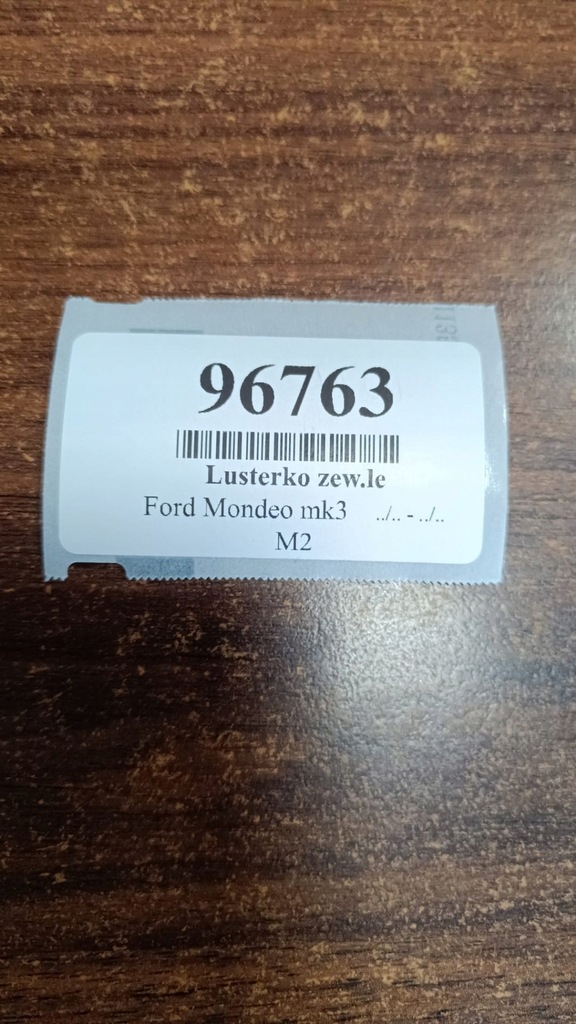 96763
Lusterko zew.le
Ford Mondeo mk3 ../.. - ../..
M2